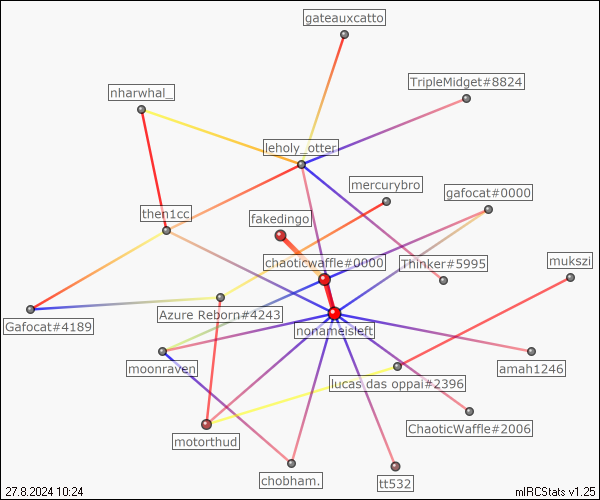 gateauxcatto
TripleMidget#8824
nharwhal_
leholy_otter
mercurybro
gafocat#0000
then1cc
fakedingo
chaoticwaffle#0000
Thinker#5995
mukszi
Azure Reborn#4243
Gafocat#4189
nonameisleft
moonraven
amah1246
lucas das oppai#2396
ChaoticWaffle#2006
motorthud
chobham.
tt532
27.8.2024 10:24
mIRCStats v1.25